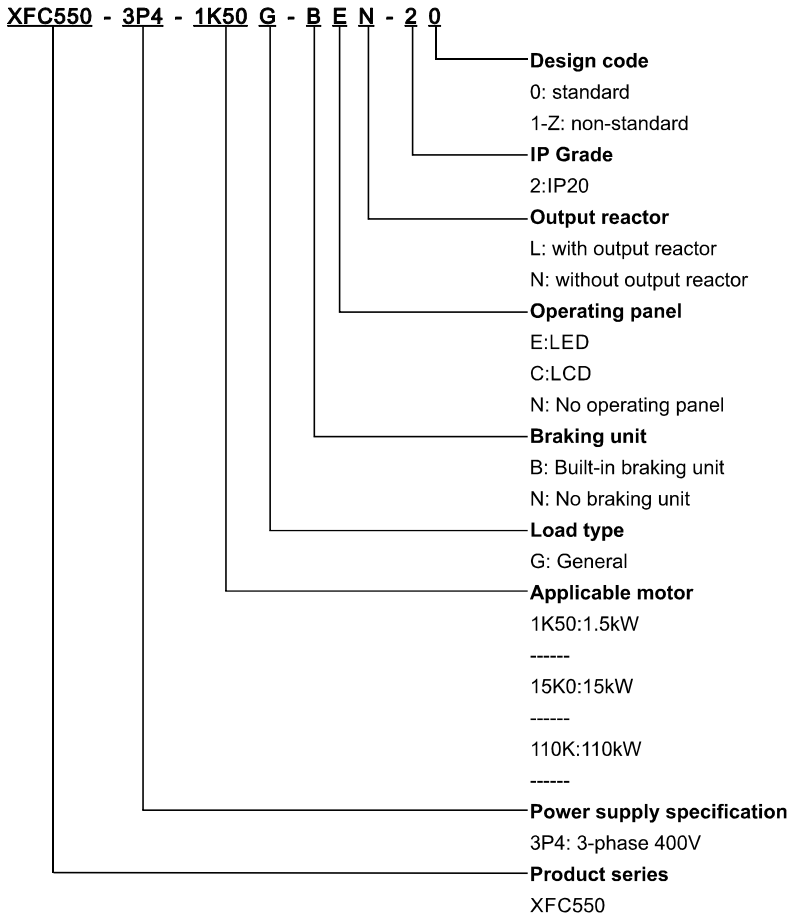 XFC550 - 3P4 - 1K50 G - B E N - 2 0
Design code
0: standard
1-Z: non-standard
IP Grade
2:IP20
Output reactor
L: with output reactor
N: without output reactor
Operating panel
E:LED
C:LCD
N: No operating panel
Braking unit
B: Built-in braking unit
N: No braking unit
Load type
G: General
Applicable motor
1K50:1.5kW
------
15K0:15kW
------
110K:110kW
------
Power supply specification
3P4: 3-phase 400V
Product series
XFC550